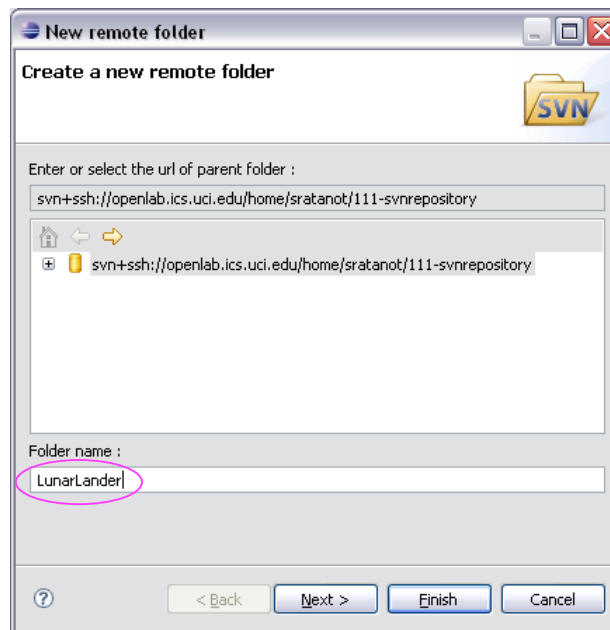 New remote folder
Create a new remote folder
SVN
Enter or select the url of parent folder :
svn+ssh://openlab.ics.uci.edu/home/sratanot/111-svnrepository
svn+ssh://openlab.ics.uci.edu/home/sratanot/111-svnrepository
Folder name :
LunarLander
? < Back Next > Finish Cancel